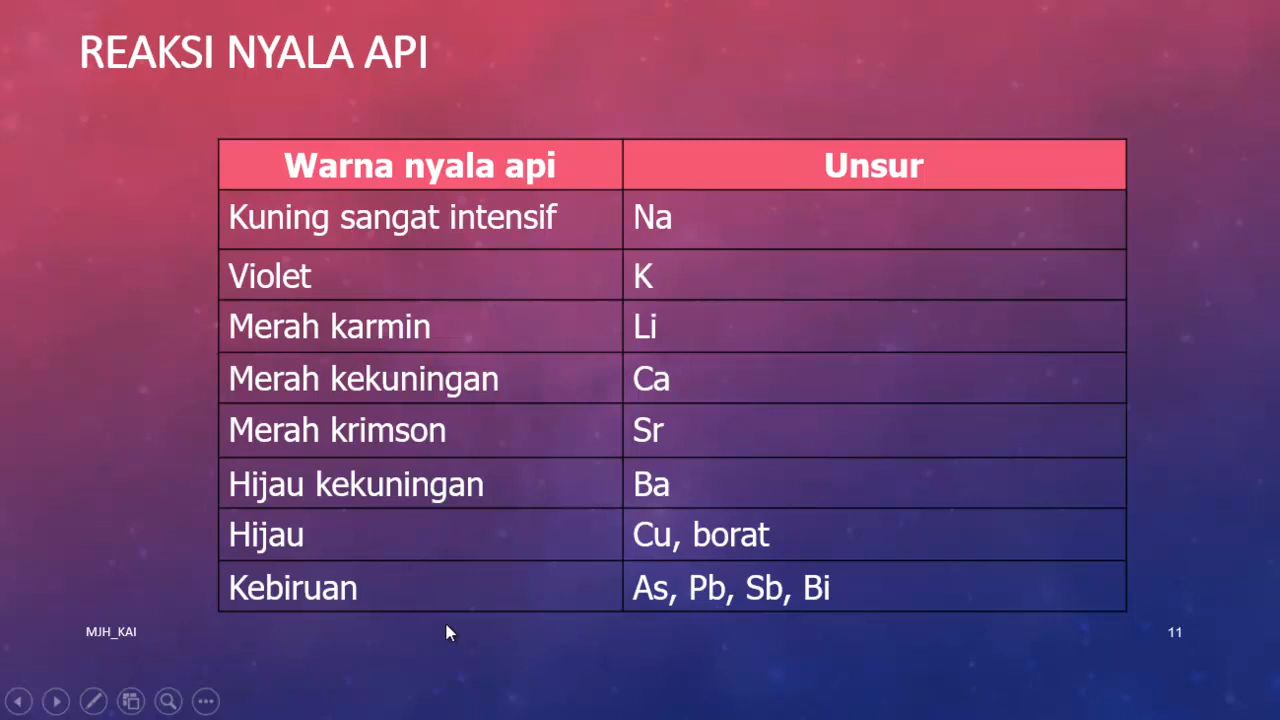 REAKSI NYALA API
Warna nyala api Unsur
Kuning sangat intensif Na
Violet K
Merah karmin Li
Merah kekuningan Ca
Merah krimson Sr
Hijau kekuningan Ba
Hijau Cu, borat
Kebiruan As, Pb, Sb, Bi
MJH_KAI 11